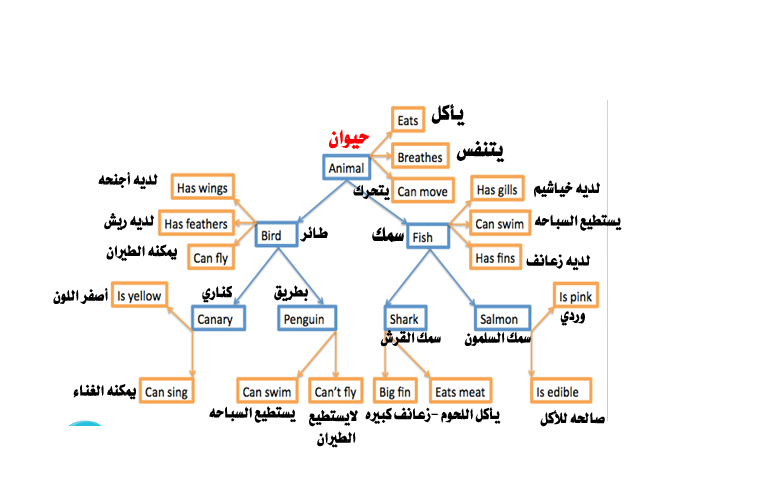 Eats يأكل
حيوان
Breathes يتنفس
Animal
Can move يتحرك
لديه أجنحه Has wings
Has gills لديه خياشيم
لديه ريش Has feathers
Can swim يستطيع السباحه
Bird طائر
سمك Fish
يمكنه الطيران Can fly
Has fins لديه زعانف
أصفر اللون Is yellow
كناري
بطريق
Is pink
وردي
Canary
Penguin
Shark
سمك القرش
Salmon
سمك السلمون
يمكنه الغناء Can sing
Can swim
يستطيع السباحه
Can't fly
لايستطيع
الطيران
Big fin
Eats meat
يأكل اللحوم -زعانف كبيره
Is edible
صالحه للأكل